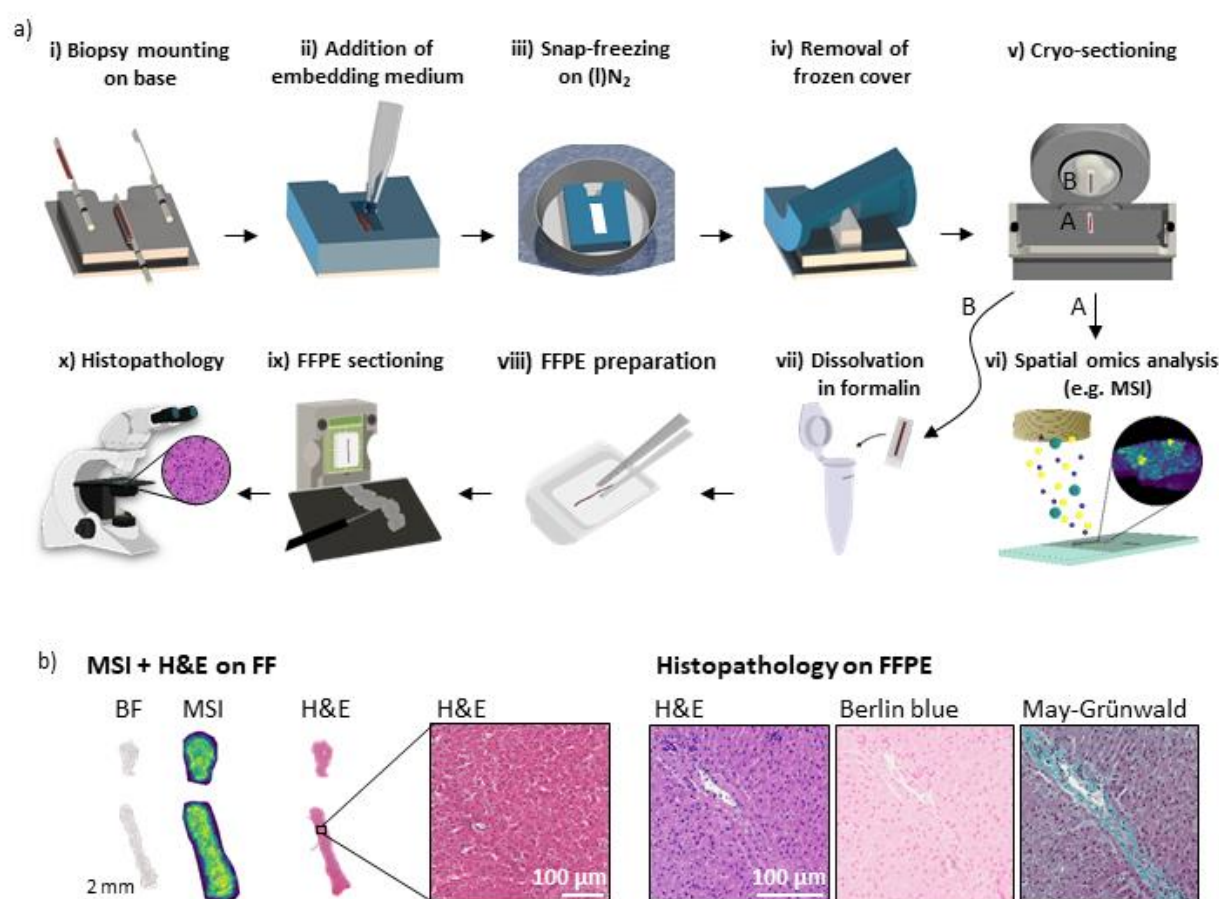 a)
i) Biopsy mounting
on base
ii) Addition of
embedding medium
iii) Snap-freezing
on (l)N₂
iv) Removal of
frozen cover
v) Cryo-sectioning
B
A
B
A
x) Histopathology
ix) FFPE sectioning
viii) FFPE preparation
vii) Dissolvation
in formalin
vi) Spatial omics analysis
(e.g. MSI)
b)
MSI + H&E on FF
Histopathology on FFPE
BF
MSI
H&E
H&E
H&E
Berlin blue
May-Grünwald
2 mm
100 µm
100 µm